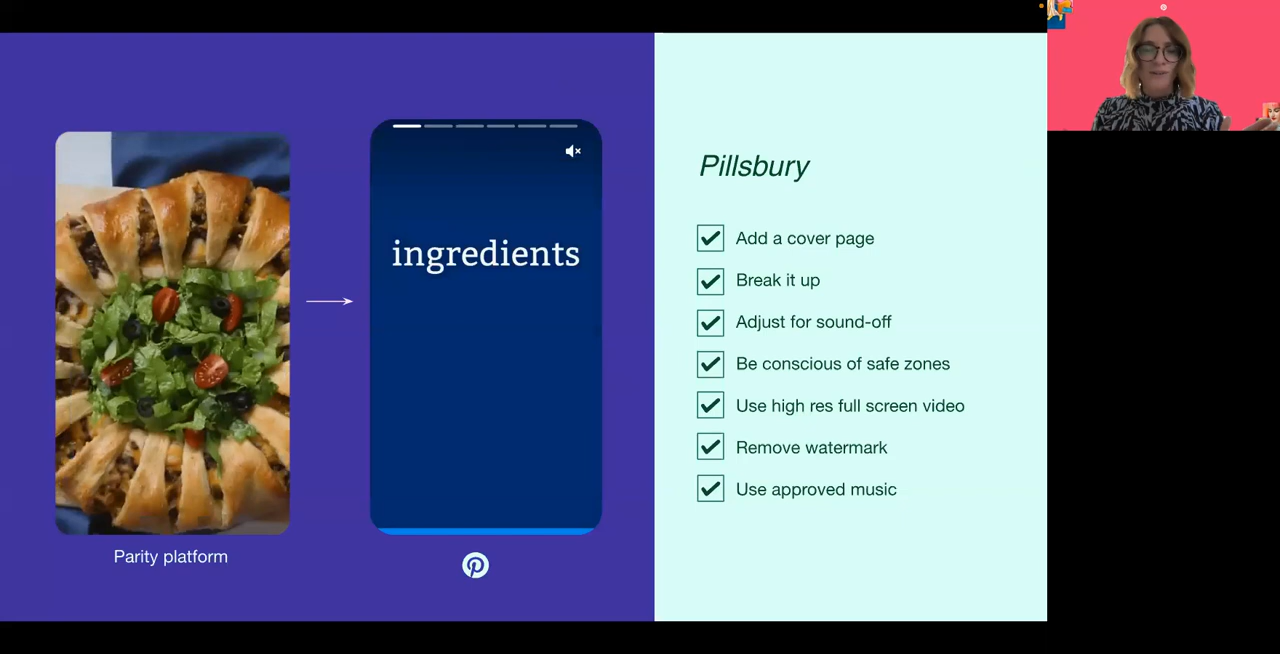 ingredients
Parity platform
Pillsbury
Add a cover page
Break it up
Adjust for sound-off
Be conscious of safe zones
Use high res full screen video
Remove watermark
Use approved music